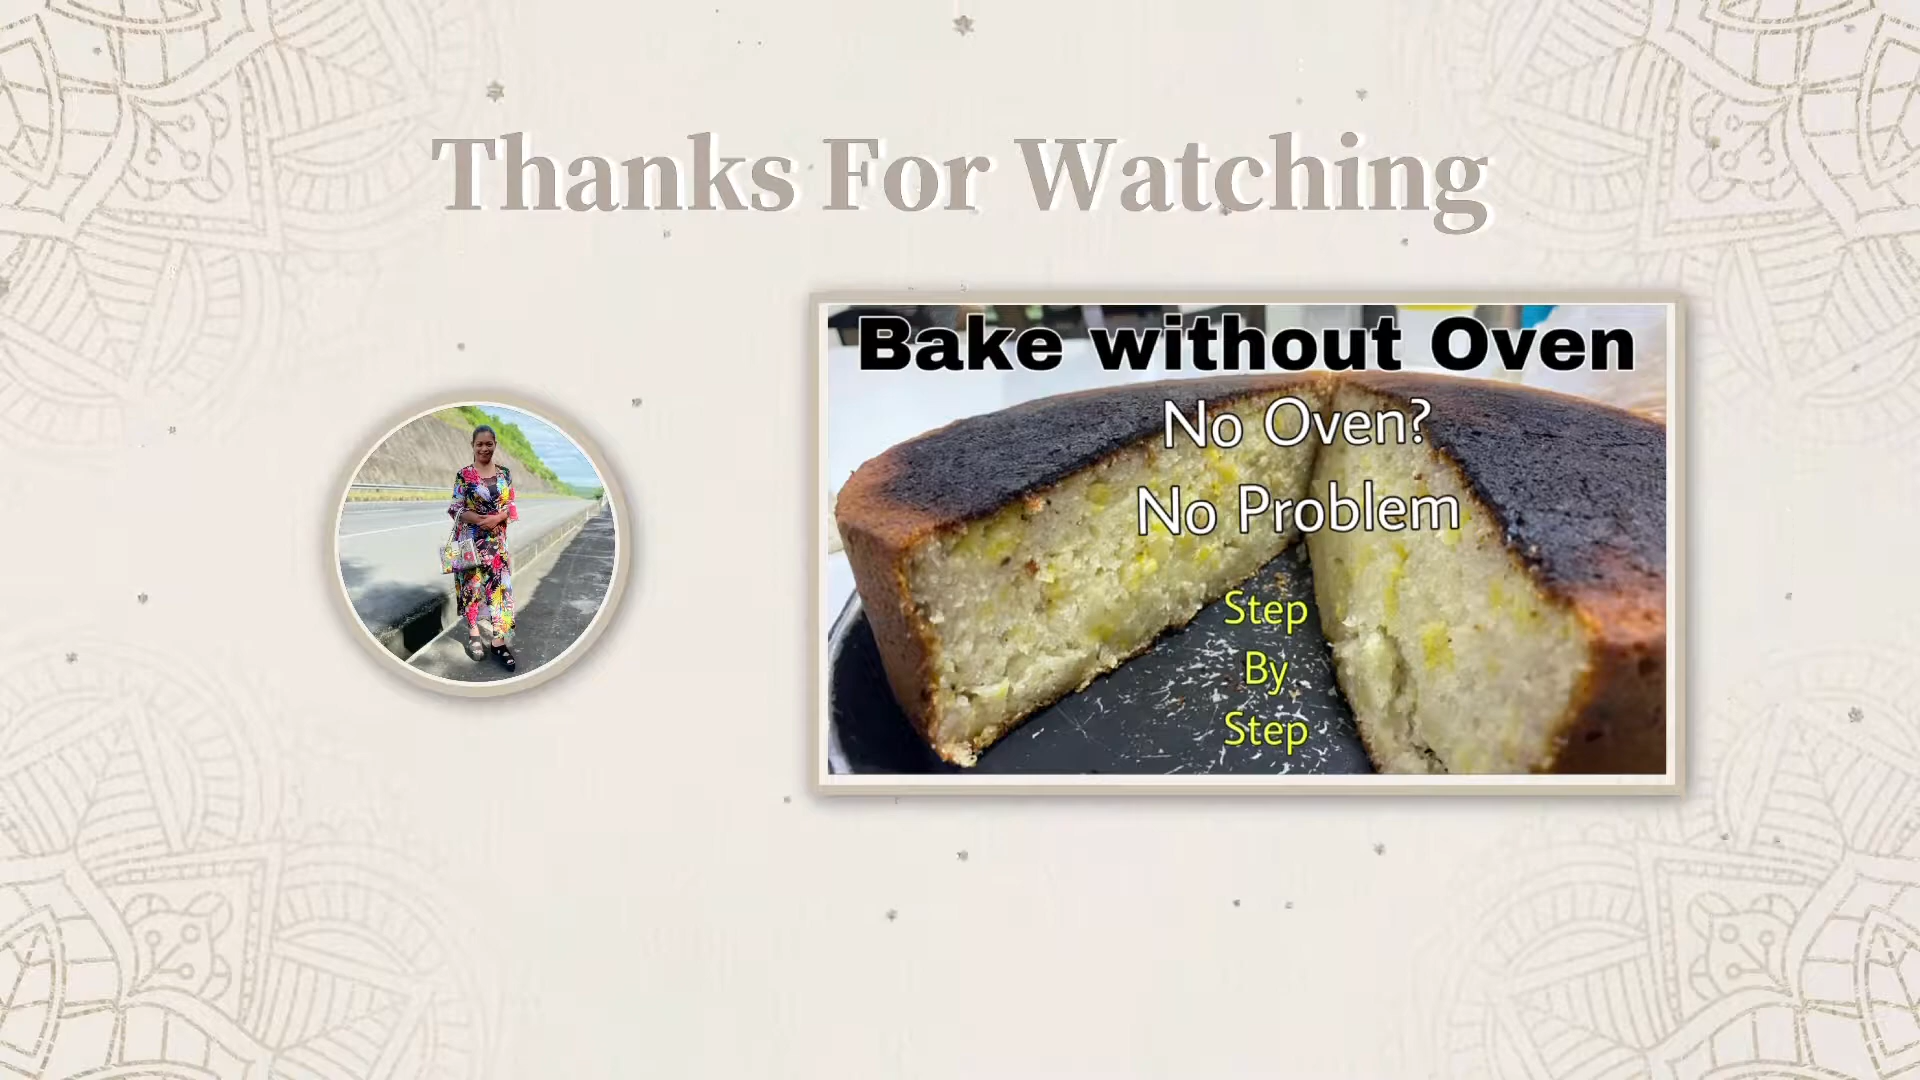 Thanks For Watching
Bake without Oven
No Oven?
No Problem
Step
By
Step